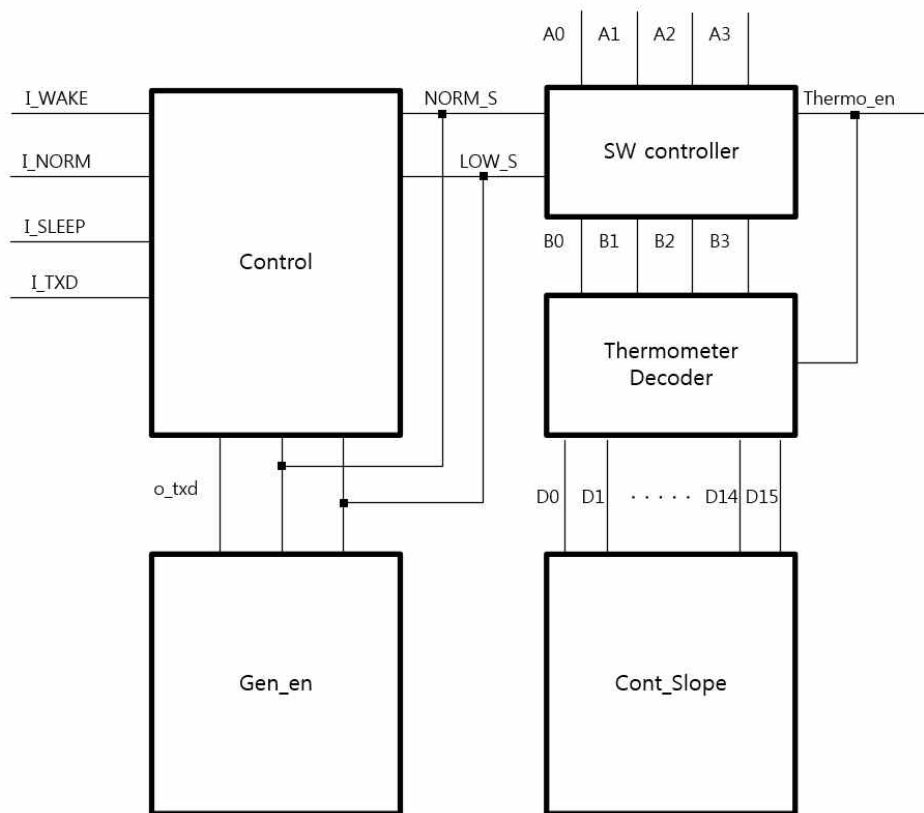 A0 A1 A2 A3
I_WAKE NORM_S Thermo_en
I_NORM LOW_S SW controller
I_SLEEP B0 B1 B2 B3
Control
I_TXD
Thermometer
Decoder
o_txd D0 D1 · · · · · D14 D15
Gen_en Cont_Slope